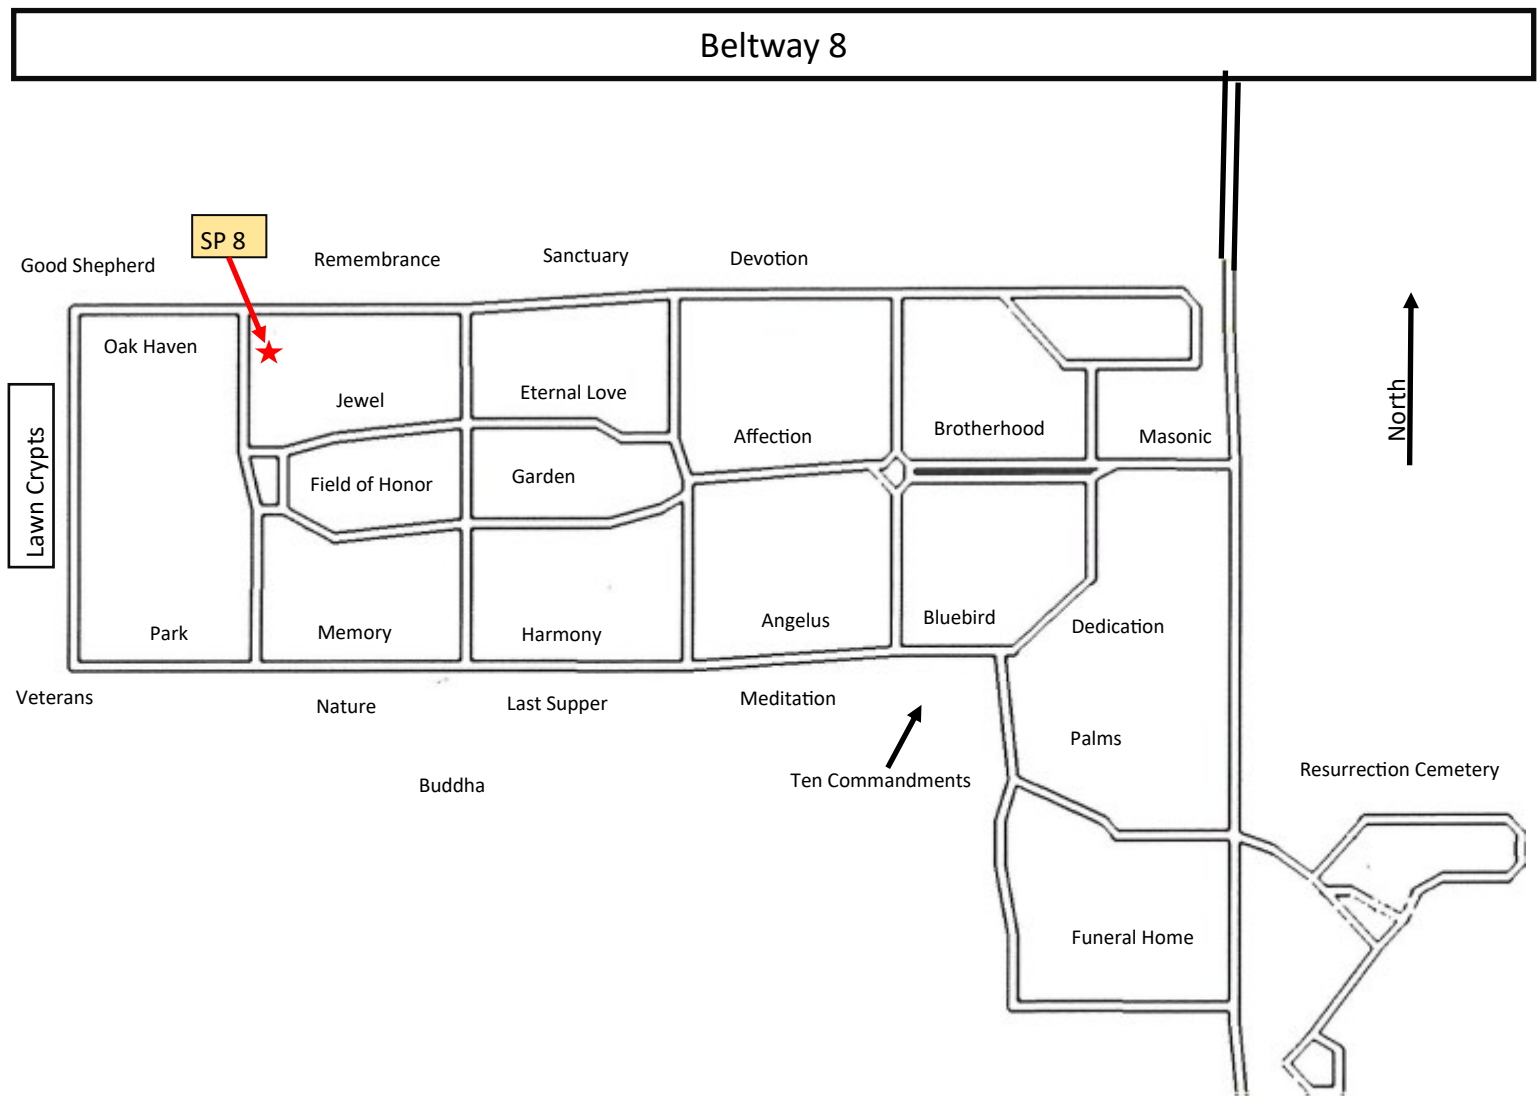 Beltway 8
SP 8
Good Shepherd
Remembrance
Sanctuary
Devotion
Oak Haven
Jewel
Eternal Love
Affection
Brotherhood
Masonic
North
Lawn Crypts
Field of Honor
Garden
Park
Memory
Harmony
Angelus
Bluebird
Dedication
Veterans
Nature
Last Supper
Meditation
Palms
Buddha
Ten Commandments
Resurrection Cemetery
Funeral Home